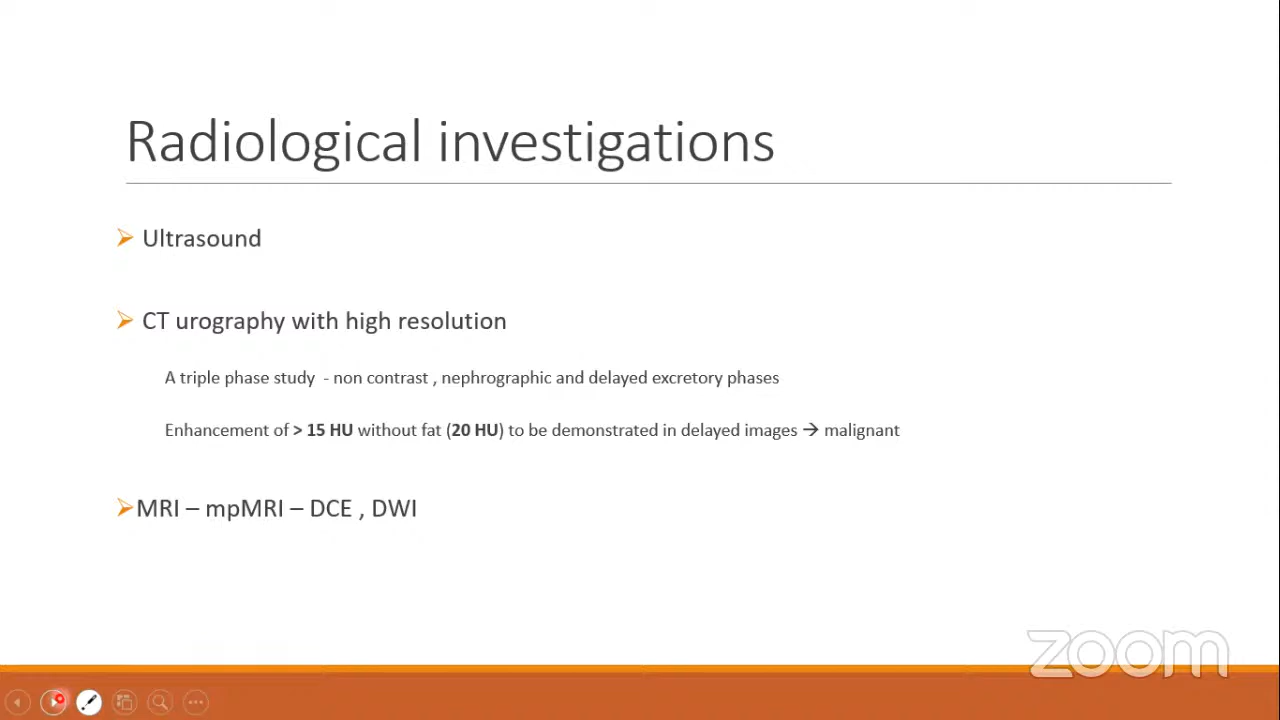 Radiological investigations
Ultrasound
CT urography with high resolution
A triple phase study - non contrast , nephrographic and delayed excretory phases
Enhancement of > 15 HU without fat (20 HU) to be demonstrated in delayed images → malignant
MRI – mpMRI – DCE , DWI
zoom